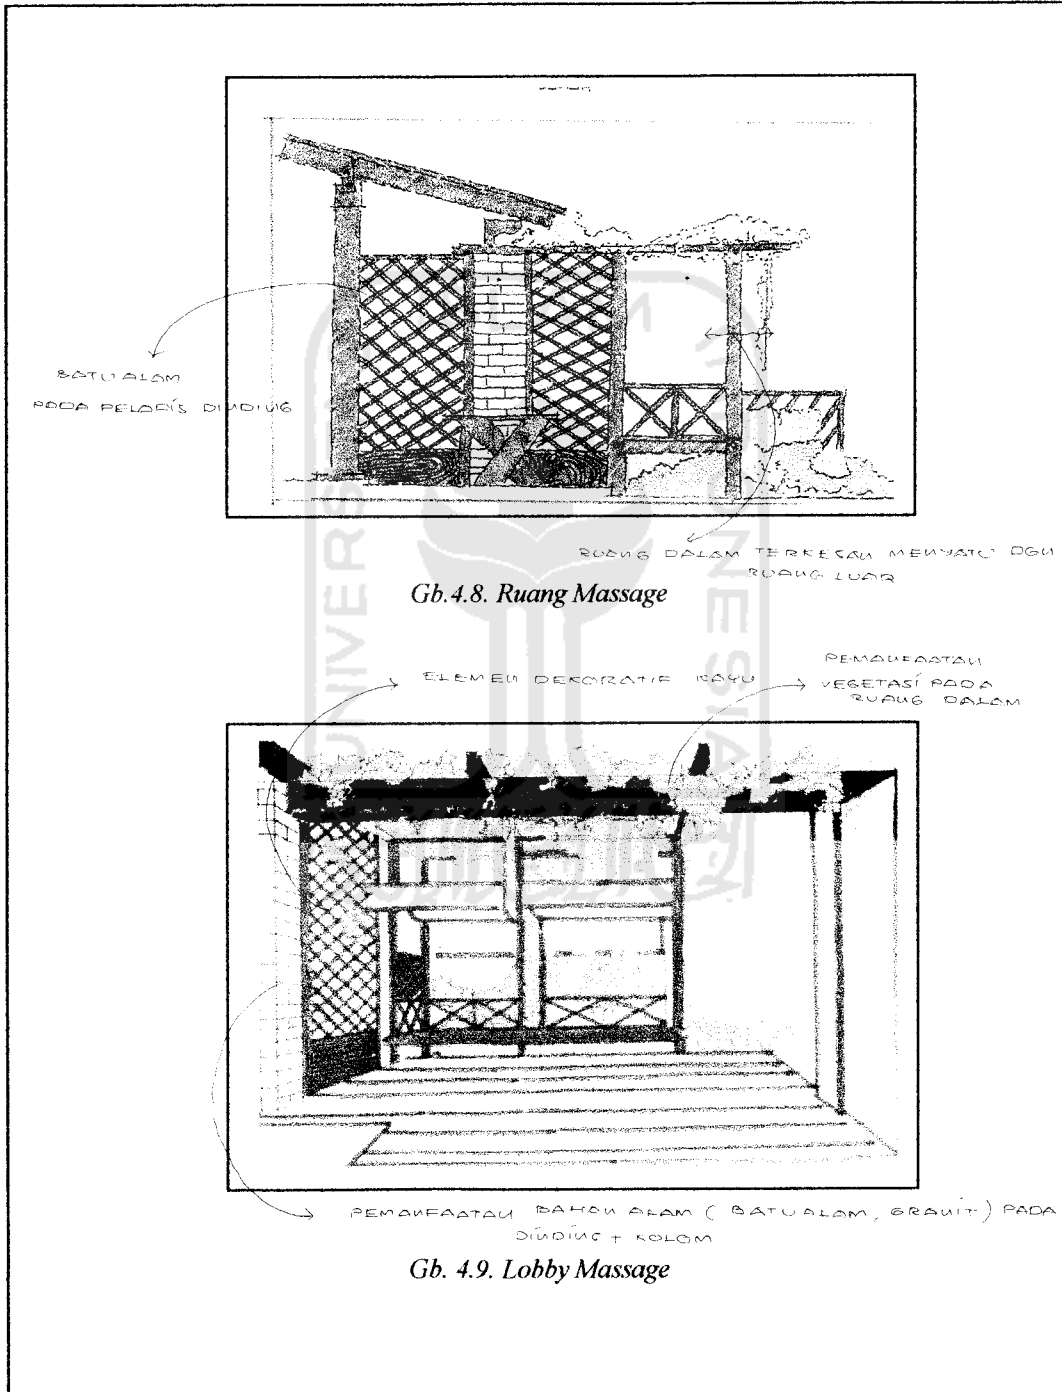 BATU ALAM
PADA PELAPIS DINDING
RUANG DALAM TERKESAN MENYATU DGN
RUANG LUAR
Gb.4.8. Ruang Massage
ELEMEN DEKORATIF KAYU
PEMANFAATAN
VEGETASI PADA
RUANG DALAM
PEMANFAATAN BAHAN ALAM ( BATU ALAM, GRANIT ) PADA
DINDING + KOLOM
Gb. 4.9. Lobby Massage
UNIVERS
ONESIA